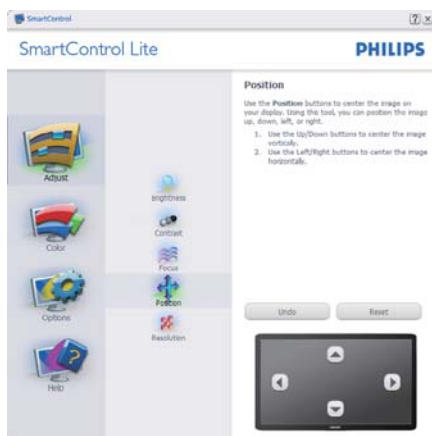 SmartControl
SmartControl Lite
PHILIPS
Position
Use the Position buttons to center the image on
your display. Using the tool, you can position the image
up, down, left, or right.
1. Use the Up/Down buttons to center the image
vertically.
2. Use the Left/Right buttons to center the image
horizontally.
Adjust
Color
Options
Help
Brightness
Contrast
Focus
Position
Resolution
Undo
Reset